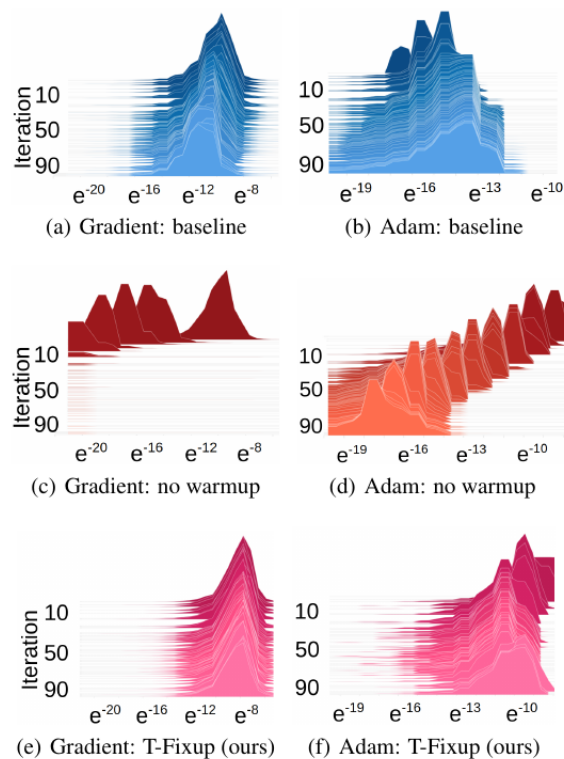 Iteration
10
50
90
e-20 e-16 e-12 e-8
(a) Gradient: baseline
10
50
90
e-19 e-16 e-13 e-10
(b) Adam: baseline
Iteration
10
50
90
e-20 e-16 e-12 e-8
(c) Gradient: no warmup
10
50
90
e-19 e-16 e-13 e-10
(d) Adam: no warmup
Iteration
10
50
90
e-20 e-16 e-12 e-8
(e) Gradient: T-Fixup (ours)
10
50
90
e-19 e-16 e-13 e-10
(f) Adam: T-Fixup (ours)